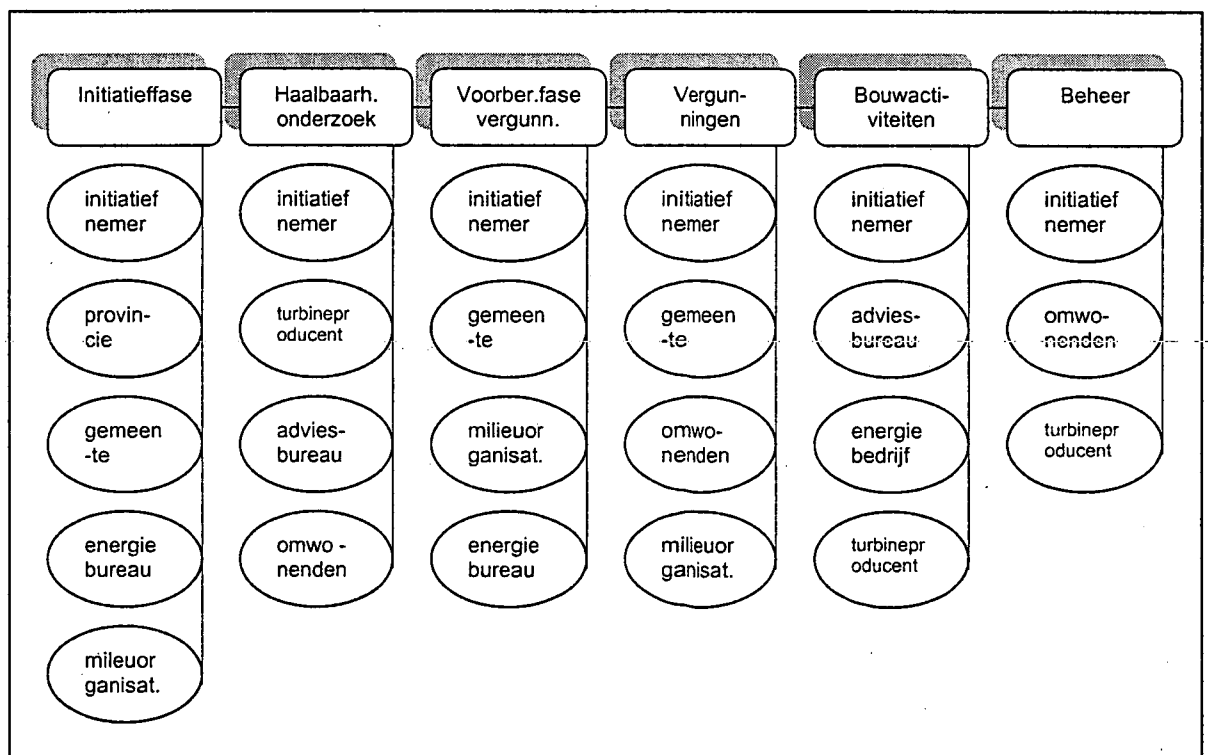 Initiatieffase
Haalbaarh.
onderzoek
Voorber.fase
vergunn.
Vergun-
ningen
Bouwacti-
viteiten
Beheer
initiatief
nemer
provin-
cie
gemeen
-te
energie
bureau
mileuor
ganisat.
initiatief
nemer
turbinepr
oducent
advies-
bureau
omwo -
nenden
initiatief
nemer
gemeen
-te
milieuor
ganisat.
energie
bureau
initiatief
nemer
gemeen
-te
omwo-
nenden
milieuor
ganisat.
initiatief
nemer
advies-
bureau
energie
bedrijf
turbinepr
oducent
initiatief
nemer
omwo-
nenden
turbinepr
oducent